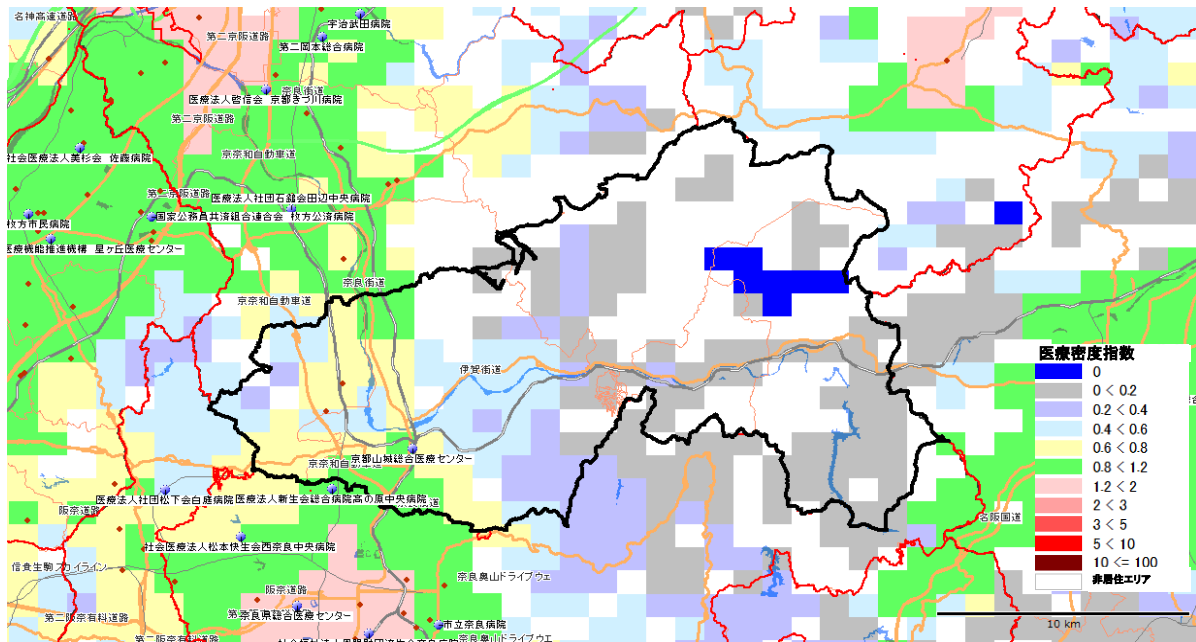 名神高速道路
宇治武田病院
第二京阪道路
第二岡本総合病院
奈良街道
医療法人啓信会 京都きづ川病院
第二京阪道路
社会医療法人美杉会 佐藤病院
京奈和自動車道
第二京阪道路
医療法人社団石鎚会田辺中央病院
枚方市民病院
国家公務員共済組合連合会 枚方公済病院
医療機能推進機構 星ヶ丘医療センター
奈良街道
京奈和自動車道
伊賀街道
京都山城総合医療センター
京奈和自動車道
医療法人社団松下会白庭病院
医療法人新生会総合病院高の原中央病院
阪奈道路
名阪国道
社会医療法人松本快生会西奈良中央病院
信貴生駒スカイライン
阪奈道路
奈良奥山ドライブウェ
奈良県総合医療センター
第二阪奈有料道路
市立奈良病院
第二阪奈有料道路
奈良奥山ドライブウエ
医療密度指数
0
0 < 0.2
0.2 < 0.4
0.4 < 0.6
0.6 < 0.8
0.8 < 1.2
1.2 < 2
2 < 3
3 < 5
5 < 10
10 <= 100
非居住エリア
10 km